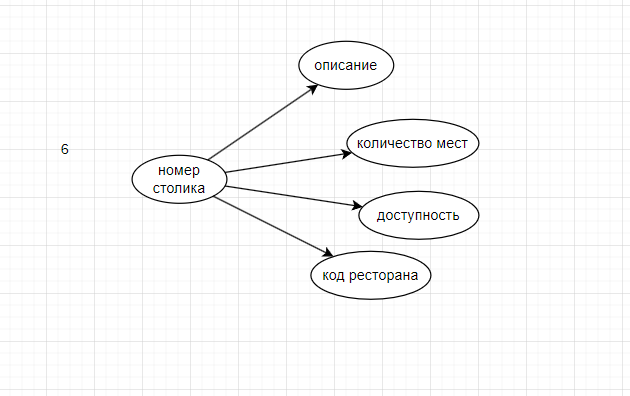 описание
количество мест
6
номер
столика
доступность
код ресторана